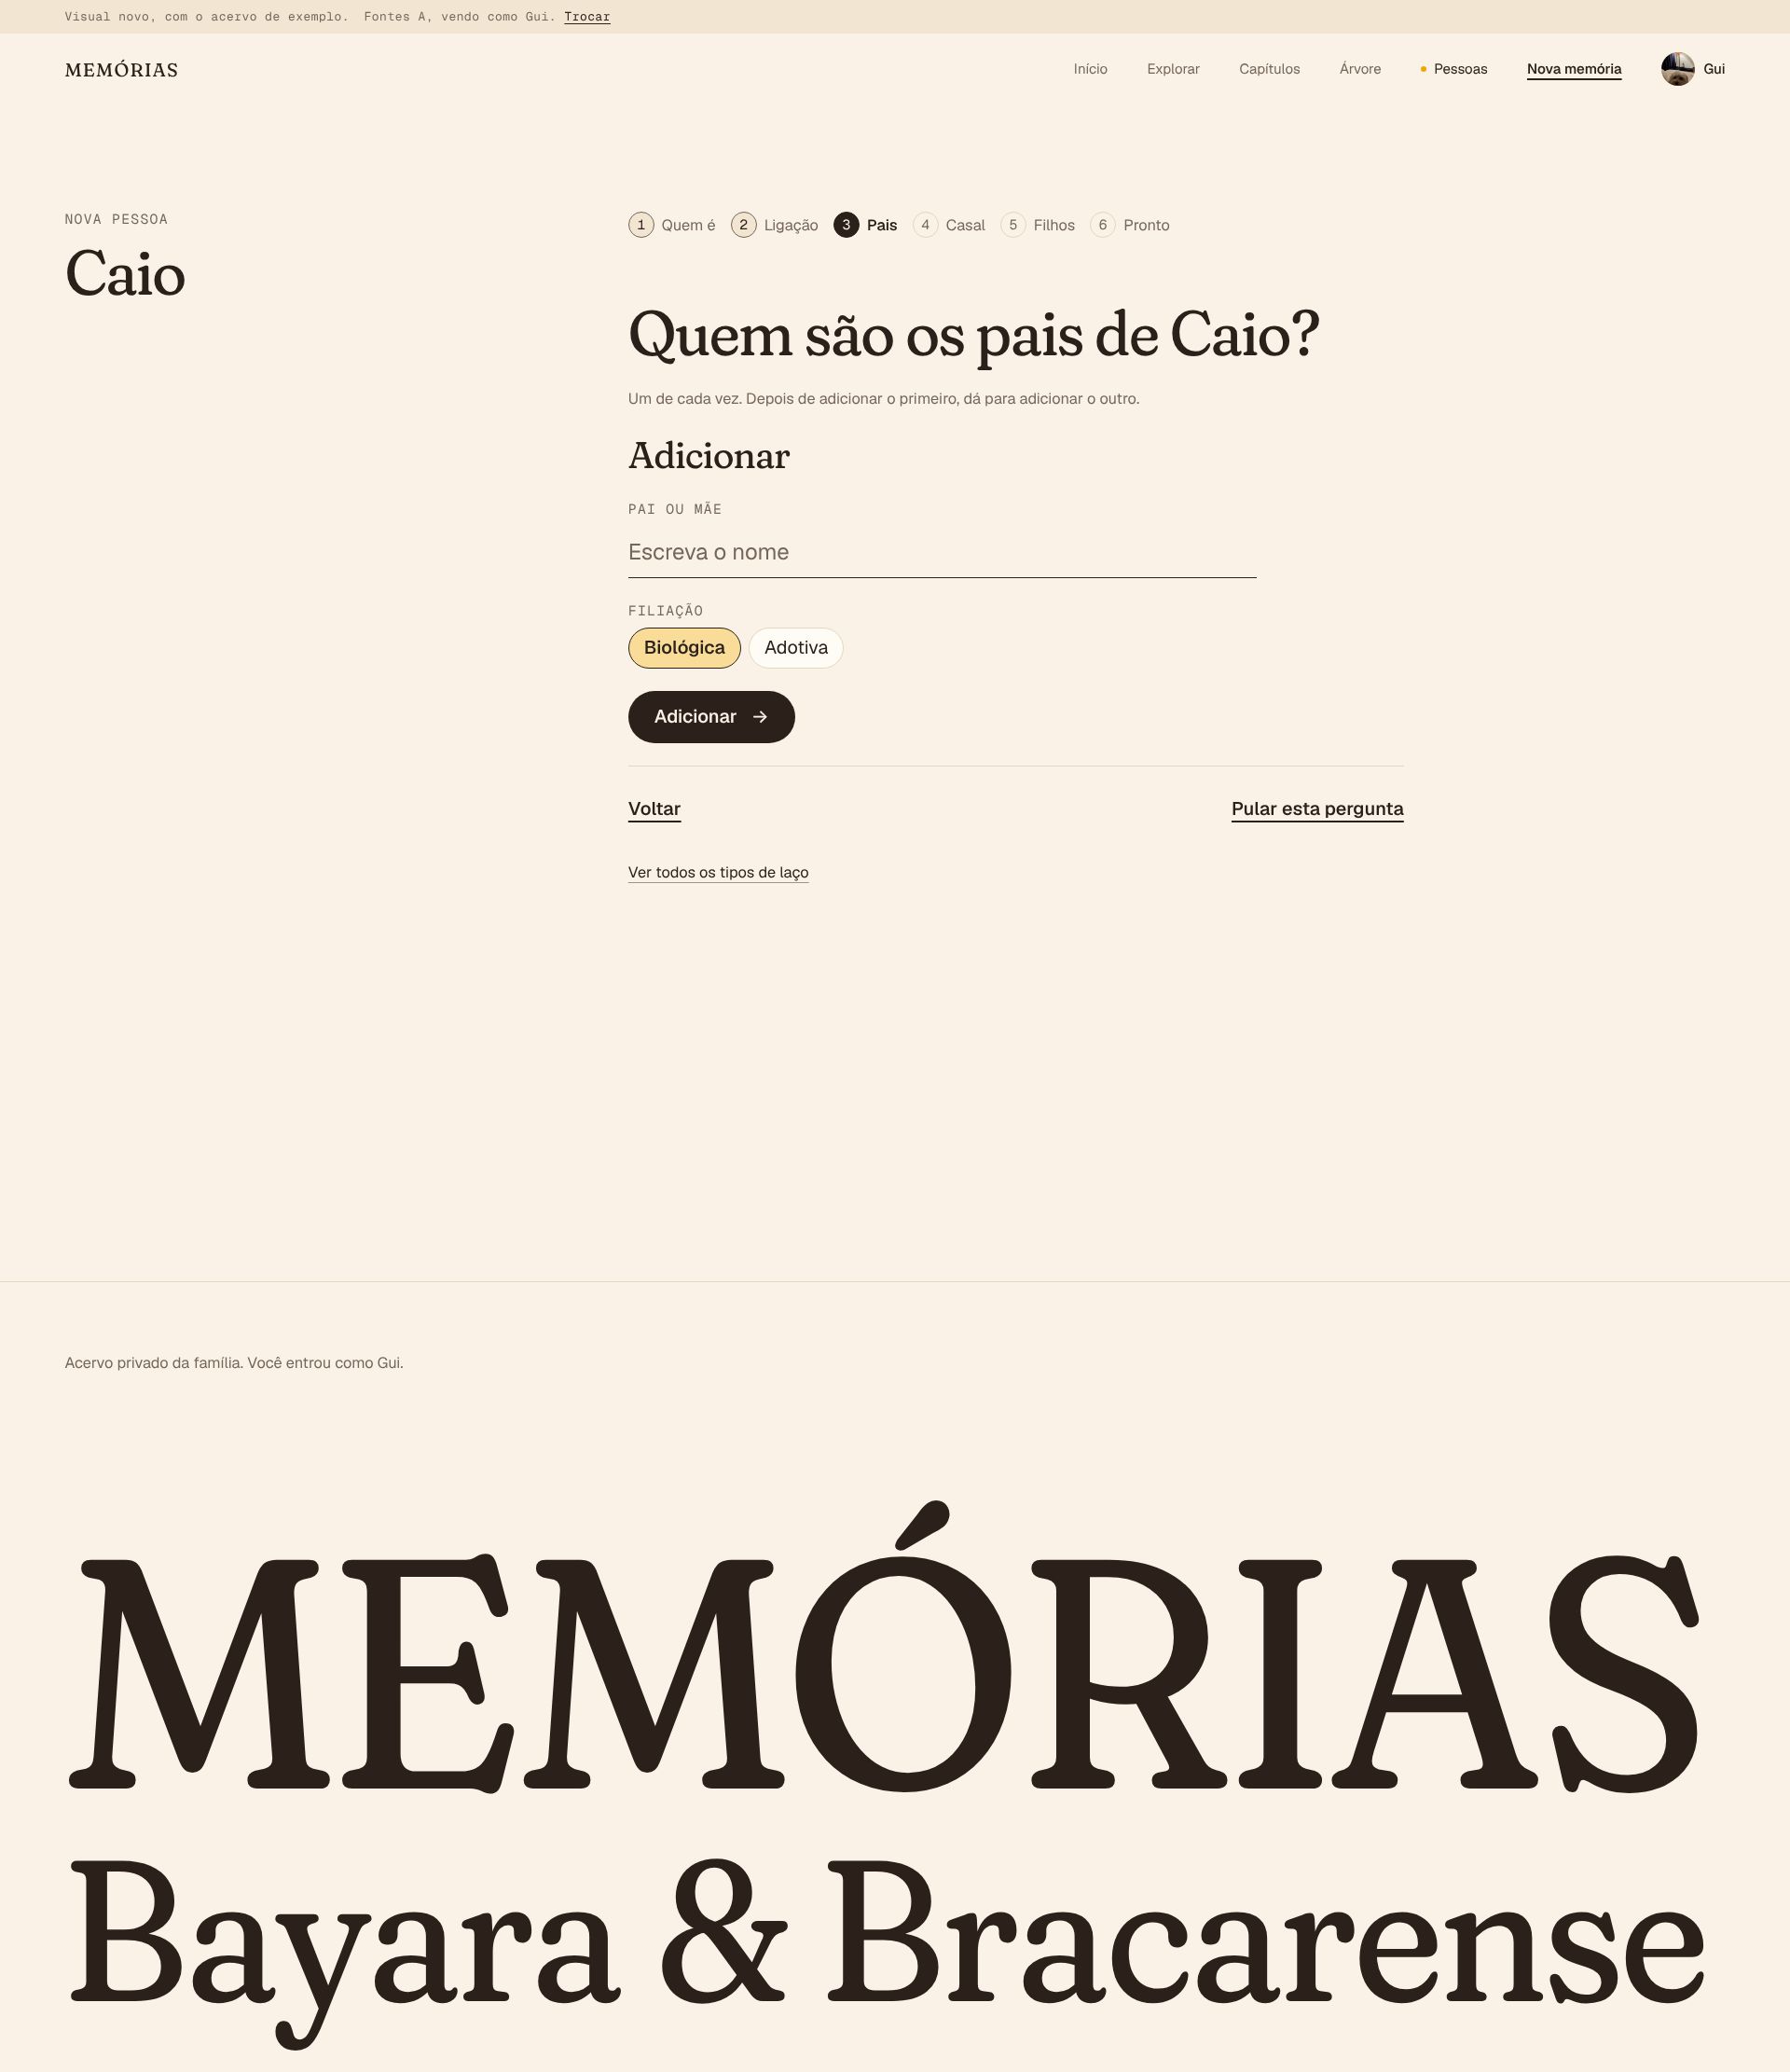 Visual novo, com o acervo de exemplo. Fontes A, vendo como Gui. Trocar
MEMÓRIAS
Início Explorar Capítulos Árvore Pessoas Nova memória Gui
NOVA PESSOA
Caio
1 Quem é 2 Ligação 3 Pais 4 Casal 5 Filhos 6 Pronto
Quem são os pais de Caio?
Um de cada vez. Depois de adicionar o primeiro, dá para adicionar o outro.
Adicionar
PAI OU MÃE
Escreva o nome
FILIAÇÃO
Biológica Adotiva
Adicionar →
Voltar Pular esta pergunta
Ver todos os tipos de laço
Acervo privado da família. Você entrou como Gui.
MEMÓRIAS
Bayara & Bracarense